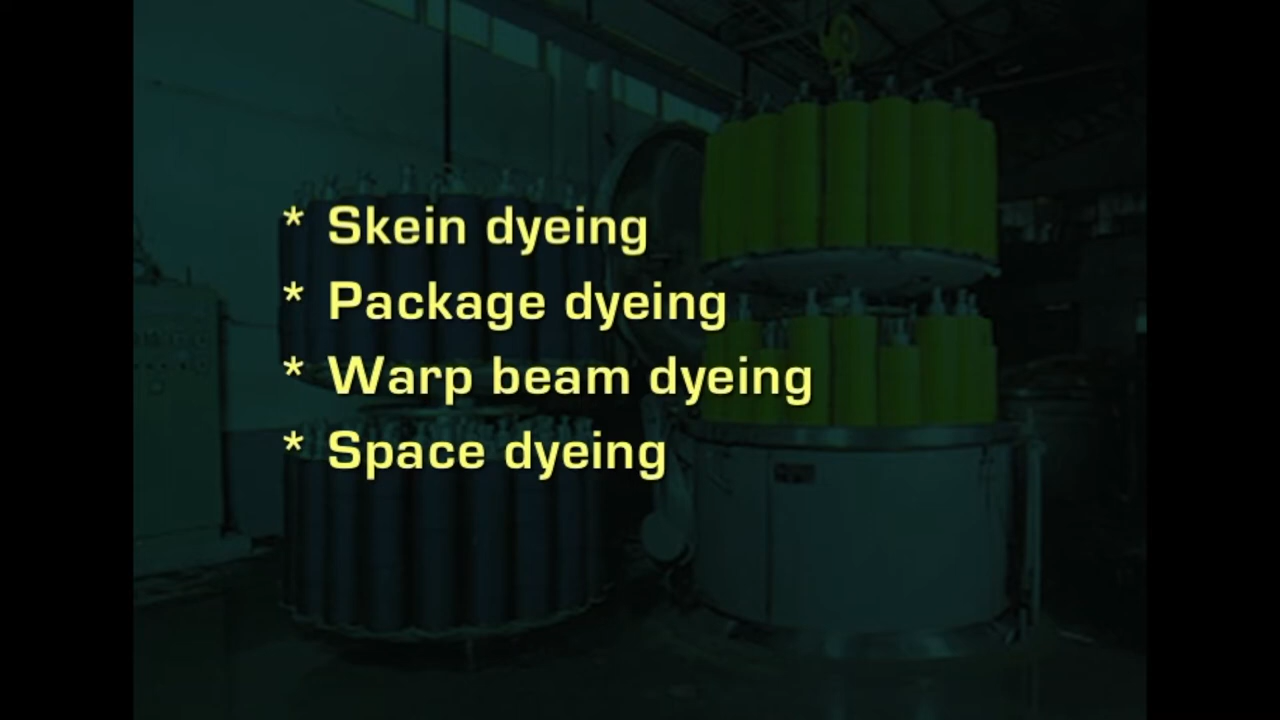 * Skein dyeing
* Package dyeing
* Warp beam dyeing
* Space dyeing